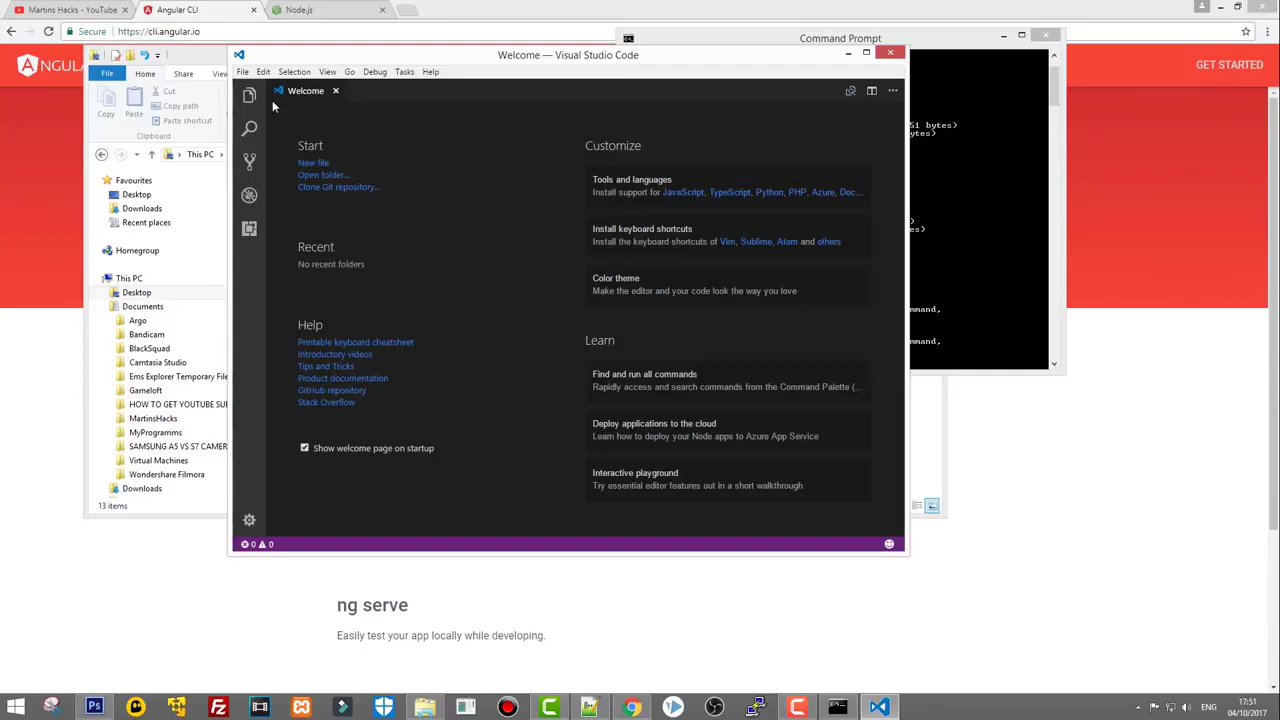 Martins Hacks - YouTube
Angular CLI
Node.js
Secure
https://cli.angular.io
Command Prompt
Welcome — Visual Studio Code
GET STARTED
File
Home
Share
File Edit Selection View Go Debug Tasks Help
Welcome
Copy
Paste
Cut
Copy path
Paste shortcut
Clipboard
This PC
Favourites
Desktop
Downloads
Recent places
Homegroup
This PC
Desktop
Documents
Argo
Bandicam
BlackSquad
Camtasia Studio
Ems Explorer Temporary File
Gameloft
HOW TO GET YOUTUBE SU
MartinsHacks
MyProgramms
SAMSUNG A5 VS S7 CAMER
Virtual Machines
Wondershare Filmora
Downloads
13 items
Start
New file
Open folder...
Clone Git repository...
Recent
No recent folders
Help
Printable keyboard cheatsheet
Introductory videos
Tips and Tricks
Product documentation
GitHub repository
Stack Overflow
Show welcome page on startup
Customize
Tools and languages
Install support for JavaScript, TypeScript, Python, PHP, Azure, Doc...
Install keyboard shortcuts
Install the keyboard shortcuts of Vim, Sublime, Atom and others
Color theme
Make the editor and your code look the way you love
Learn
Find and run all commands
Rapidly access and search commands from the Command Palette (...
Deploy applications to the cloud
Learn how to deploy your Node apps to Azure App Service
Interactive playground
Try essential editor features out in a short walkthrough
0 0
51 bytes>
bytes>
>
es>
mmand,
mmand,
ng serve
Easily test your app locally while developing.
ENG
17:51
04/10/2017